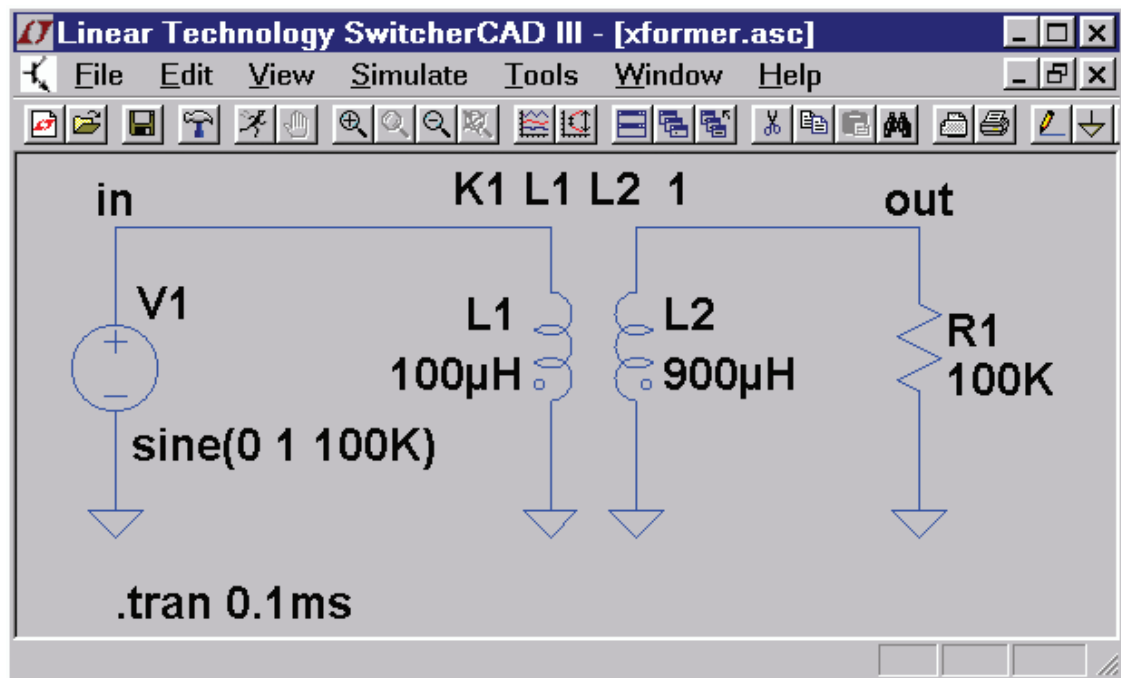 Linear Technology SwitcherCAD III - [xformer.asc]
File Edit View Simulate Tools Window Help
in K1 L1 L2 1 out
V1
L1
100µH
L2
900µH
R1
100K
sine(0 1 100K)
.tran 0.1ms